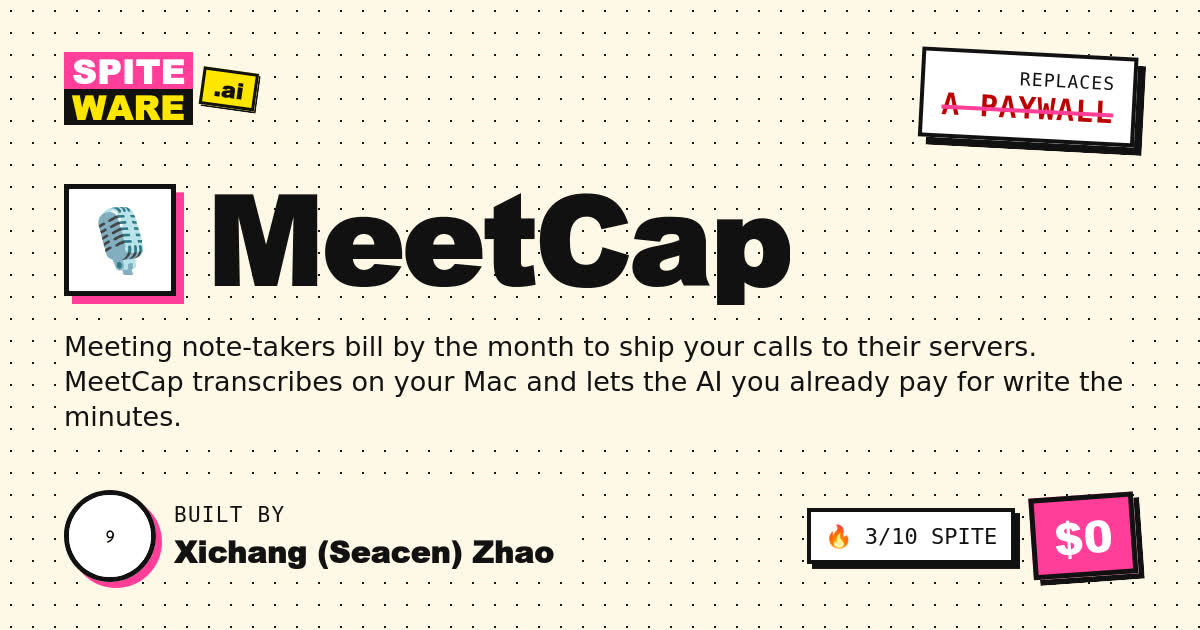 SPITE
WARE
.ai
REPLACES
A PAYWALL
MeetCap
Meeting note-takers bill by the month to ship your calls to their servers.
MeetCap transcribes on your Mac and lets the AI you already pay for write the
minutes.
BUILT BY
Xichang (Seacen) Zhao
🔥 3/10 SPITE
$0